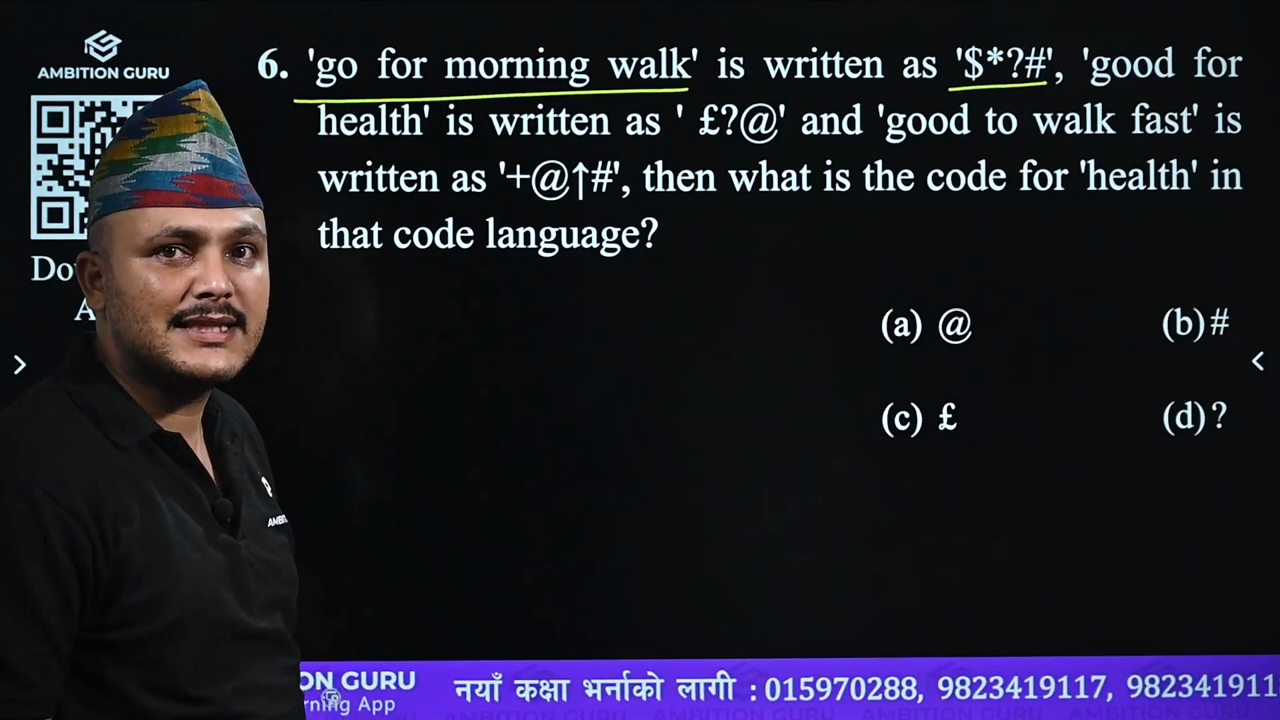 AMBITION GURU
6. 'go for morning walk' is written as '$*?#', 'good for
health' is written as ' £?@' and 'good to walk fast' is
written as '+@↑#', then what is the code for 'health' in
that code language?
(a) @ (b) #
(c) £ (d) ?
ON GURU
rning App
नयाँ कक्षा भर्नाको लागी : 015970288, 9823419117, 982341911